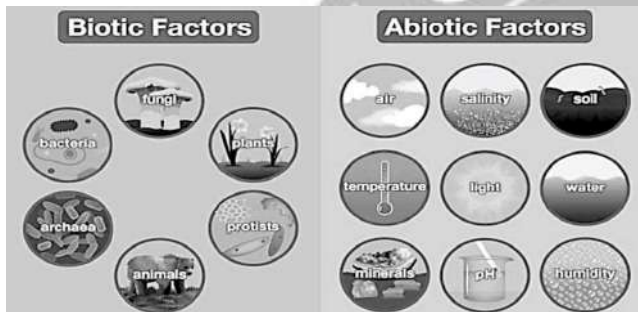 Biotic Factors
fungi
bacteria
plants
archaea
protists
animals
Abiotic Factors
air
salinity
soil
temperature
light
water
minerals
pH
humidity